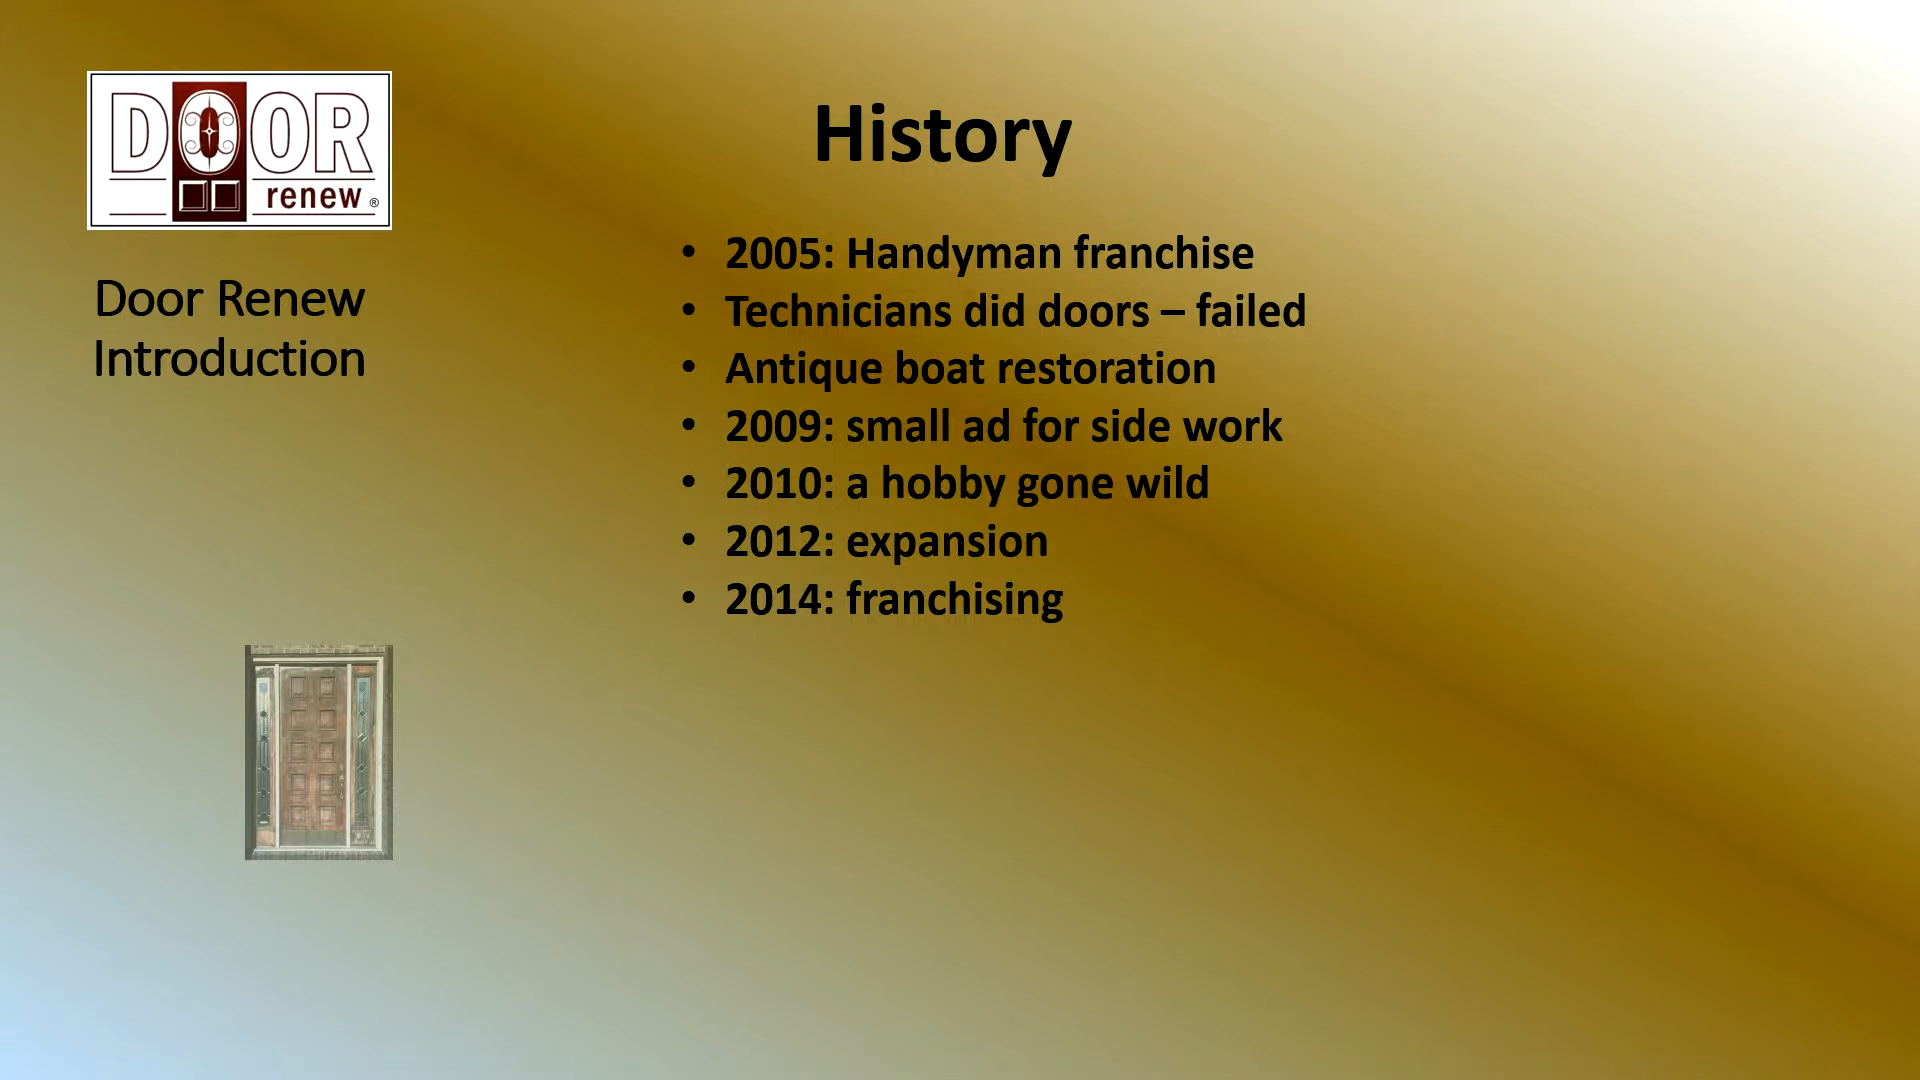 DOOR
renew ®
Door Renew
Introduction
History
• 2005: Handyman franchise
• Technicians did doors – failed
• Antique boat restoration
• 2009: small ad for side work
• 2010: a hobby gone wild
• 2012: expansion
• 2014: franchising